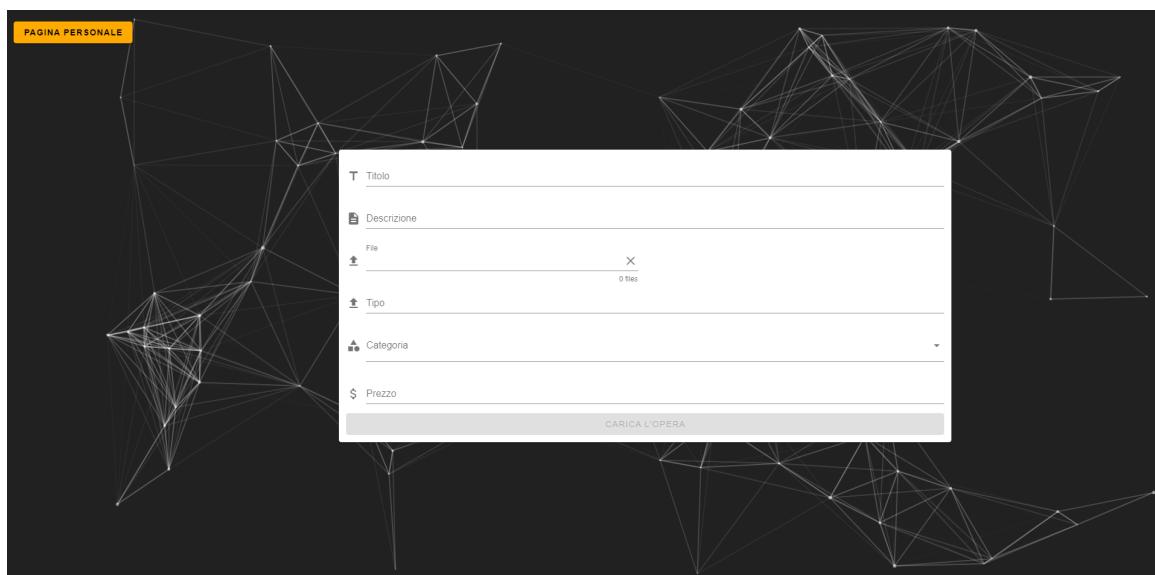 PAGINA PERSONALE
Titolo
Descrizione
File
0 files
Tipo
Categoria
Prezzo
CARICA L'OPERA